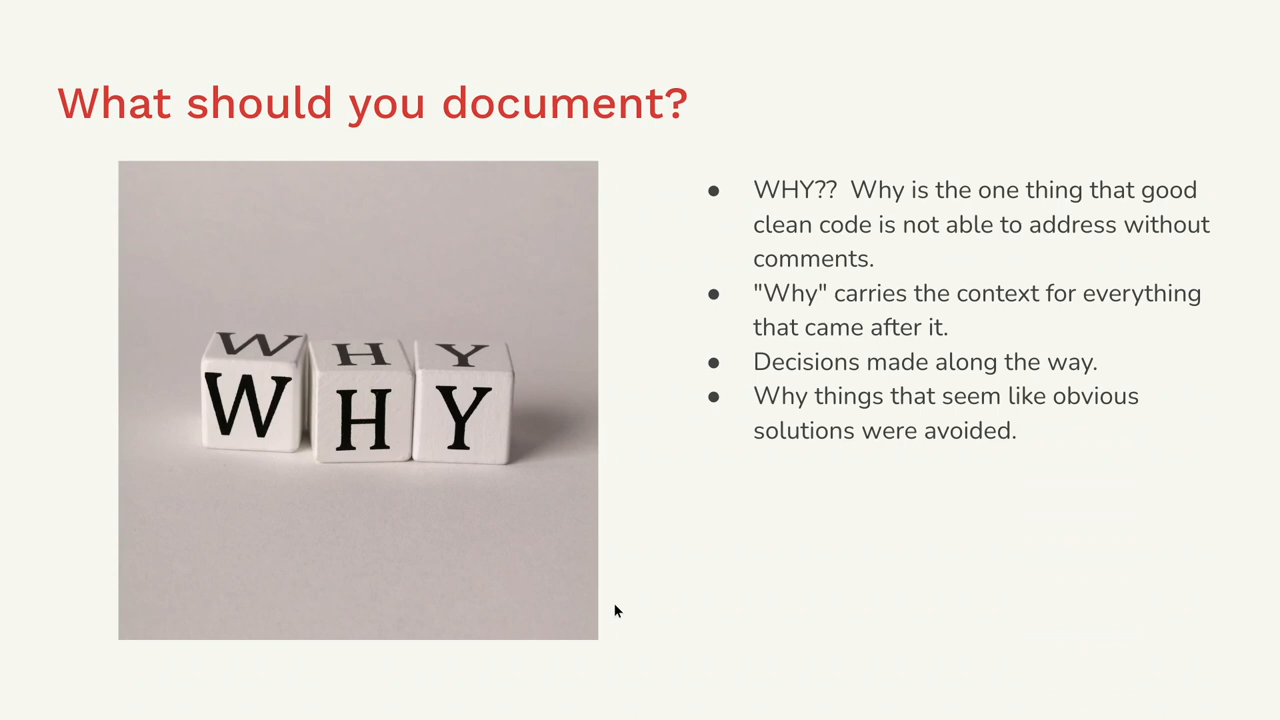 What should you document?
W H Y
W H Y
● WHY??  Why is the one thing that good
clean code is not able to address without
comments.
● "Why" carries the context for everything
that came after it.
● Decisions made along the way.
● Why things that seem like obvious
solutions were avoided.